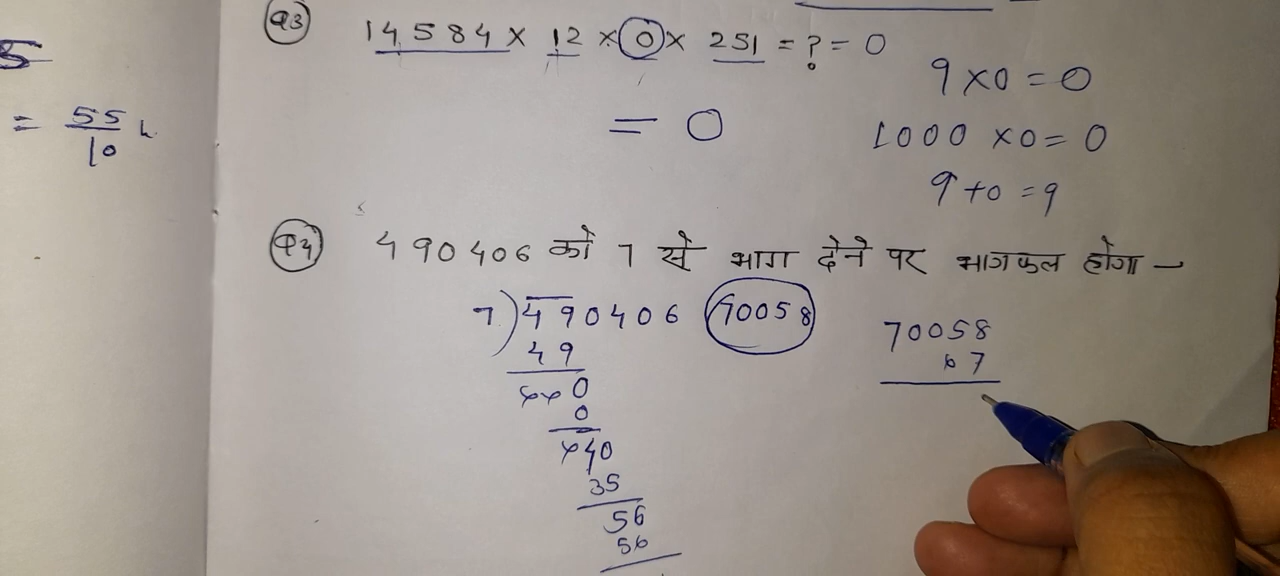 5
= 55/10
Q3 14584 × 12 × 0 × 251 = ? = 0
= 0
9 × 0 = 0
1000 × 0 = 0
9 + 0 = 9
Q4 490406 को 7 से भाग देने पर भागफल होगा –
7)490406 70058
49
0
0
40
35
56
56
70058
×7